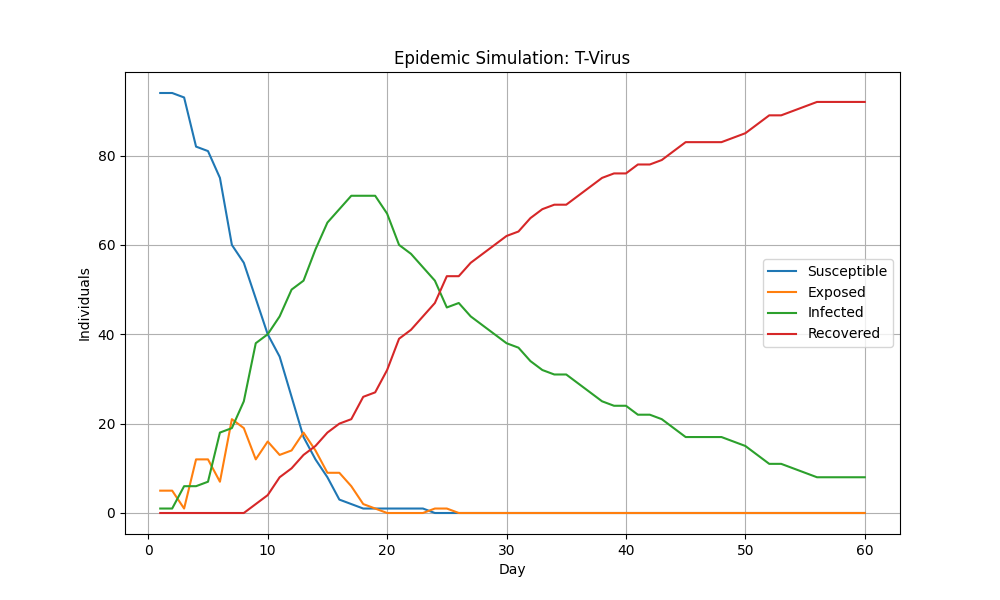 Epidemic Simulation: T-Virus
80
60
40
20
0
Individuals
Susceptible
Exposed
Infected
Recovered
0 10 20 30 40 50 60
Day